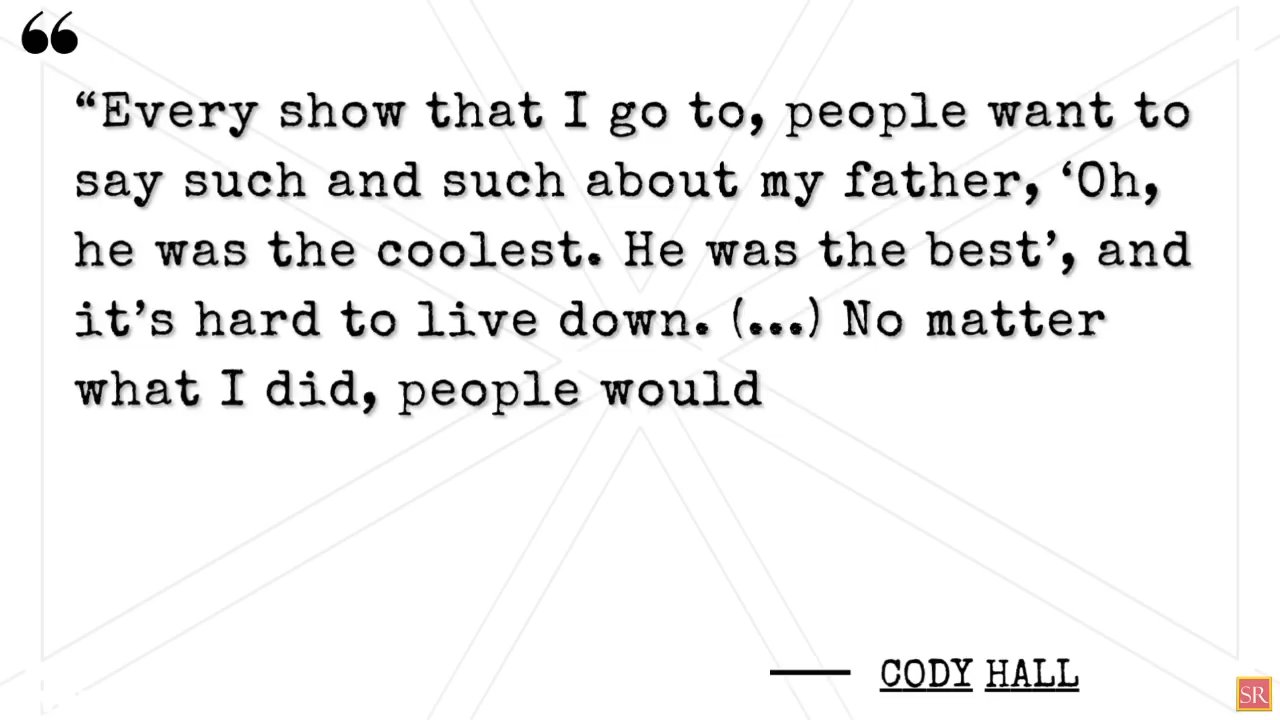 “Every show that I go to, people want to
say such and such about my father, ‘Oh,
he was the coolest. He was the best’, and
it’s hard to live down. (...) No matter
what I did, people would
CODY HALL
SR